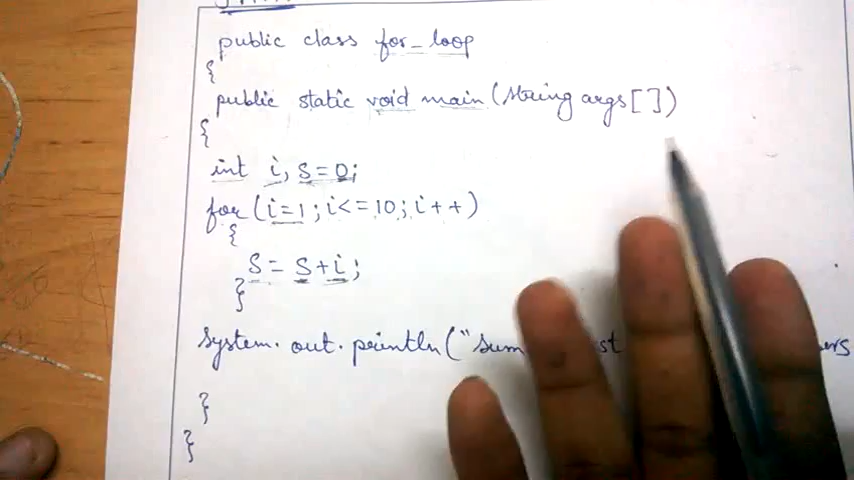 public class for_loop
{
public static void main (String args[])
{
int i, s=0;
for (i=1; i<=10; i++)
{
s= s+i;
}
System.out.println("Sum
}
}